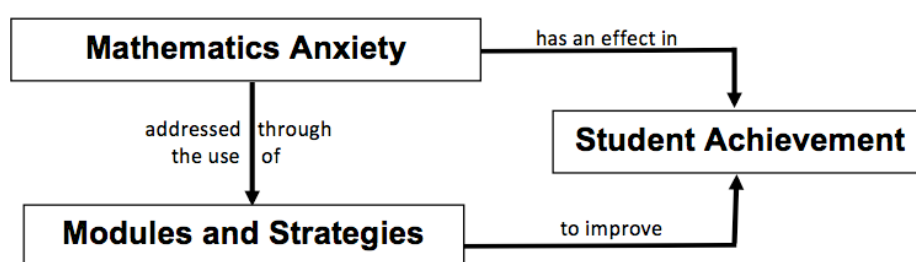 Mathematics Anxiety
has an effect in
addressed through
the use of
Student Achievement
Modules and Strategies
to improve